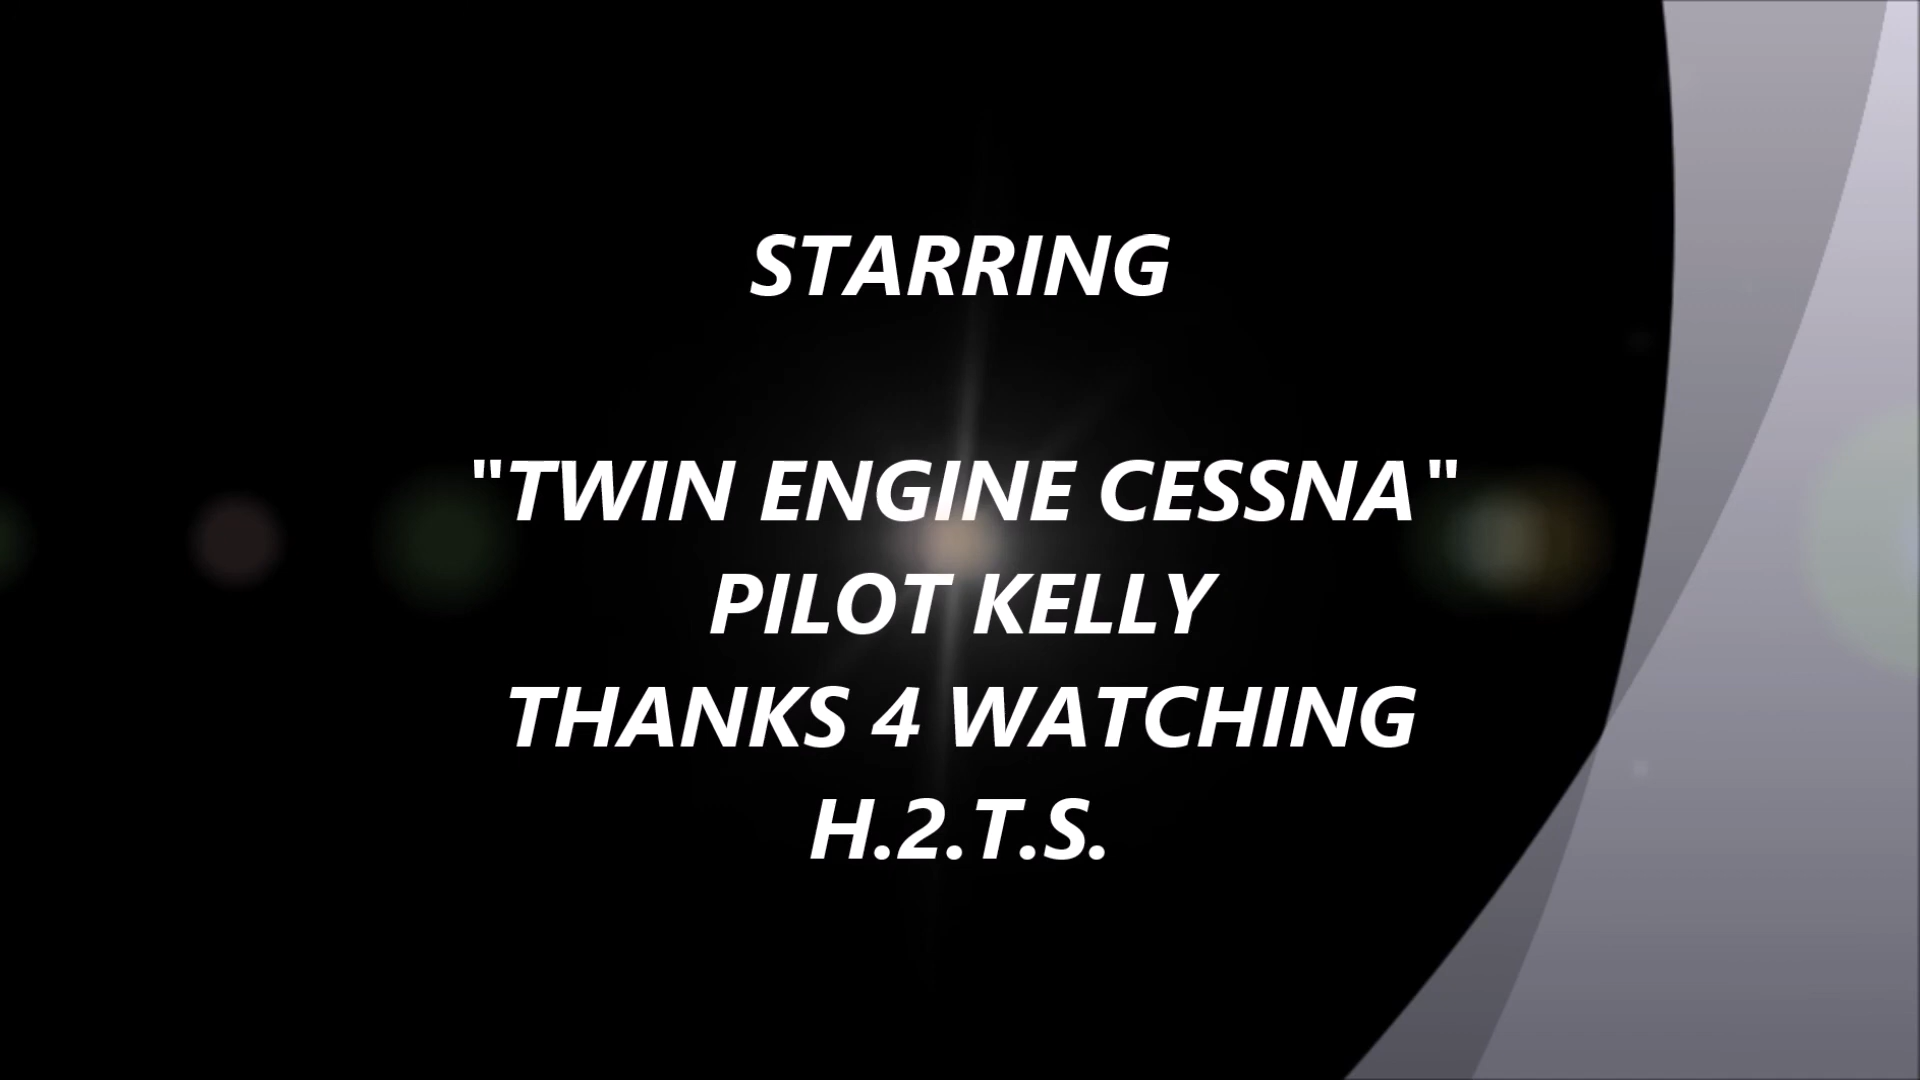 STARRING
"TWIN ENGINE CESSNA"
PILOT KELLY
THANKS 4 WATCHING
H.2.T.S.